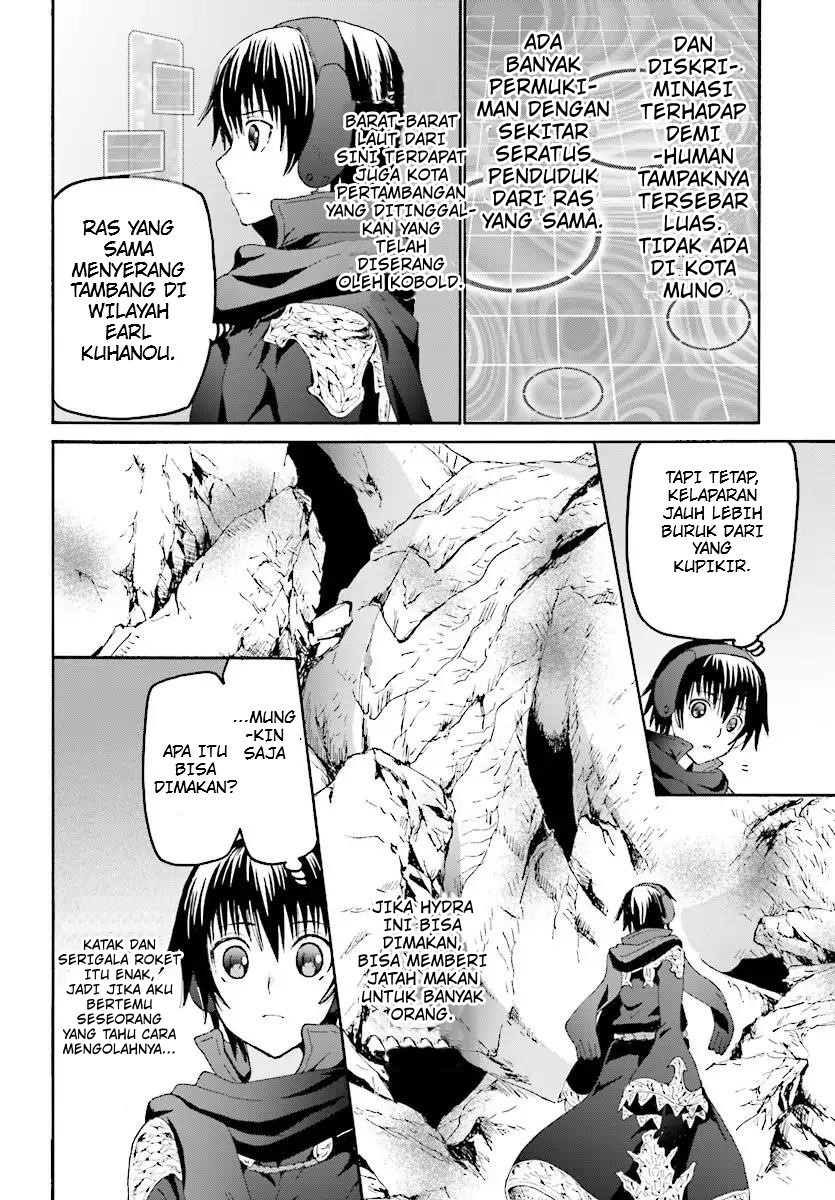 DAN
DISKRI-
MINASI
TERHADAP
DEMI
-HUMAN
TAMPAKNYA
TERSEBAR
LUAS.
TIDAK ADA
DI KOTA
MUNO
ADA
BANYAK
PERMUKI-
MAN DENGAN
SEKITAR
SERATUS
PENDUDUK
DARI RAS
YANG SAMA.
BARAT-BARAT
LAUT DARI
SINI TERDAPAT
JUGA KOTA
PERTAMBANGAN
YANG DITINGGAL-
KAN YANG
TELAH
DISERANG
OLEH KOBOLD.
RAS YANG
SAMA
MENYERANG
TAMBANG DI
WILAYAH
EARL
KUHANOU.
TAPI TETAP,
KELAPARAN
JAUH LEBIH
BURUK DARI
YANG
KUPIKIR.
JIKA HYDRA
INI BISA
DIMAKAN,
BISA MEMBERI
JATAH MAKAN
UNTUK BANYAK
ORANG.
...MUNG
-KIN
SAJA
APA ITU
BISA
DIMAKAN?
KATAK DAN
SERIGALA ROKET
ITU ENAK,
JADI JIKA AKU
BERTEMU
SESEORANG
YANG TAHU CARA
MENGOLAHNYA...